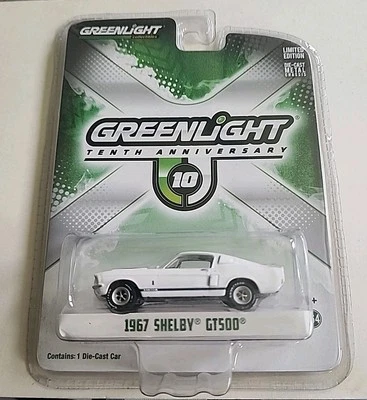 GREENLIGHT
LIMITED
EDITION
DIE-CAST
METAL
GREENLIGHT
TENTH ANNIVERSARY
10
1967 SHELBY® GT500®
Contains: 1 Die-Cast Car